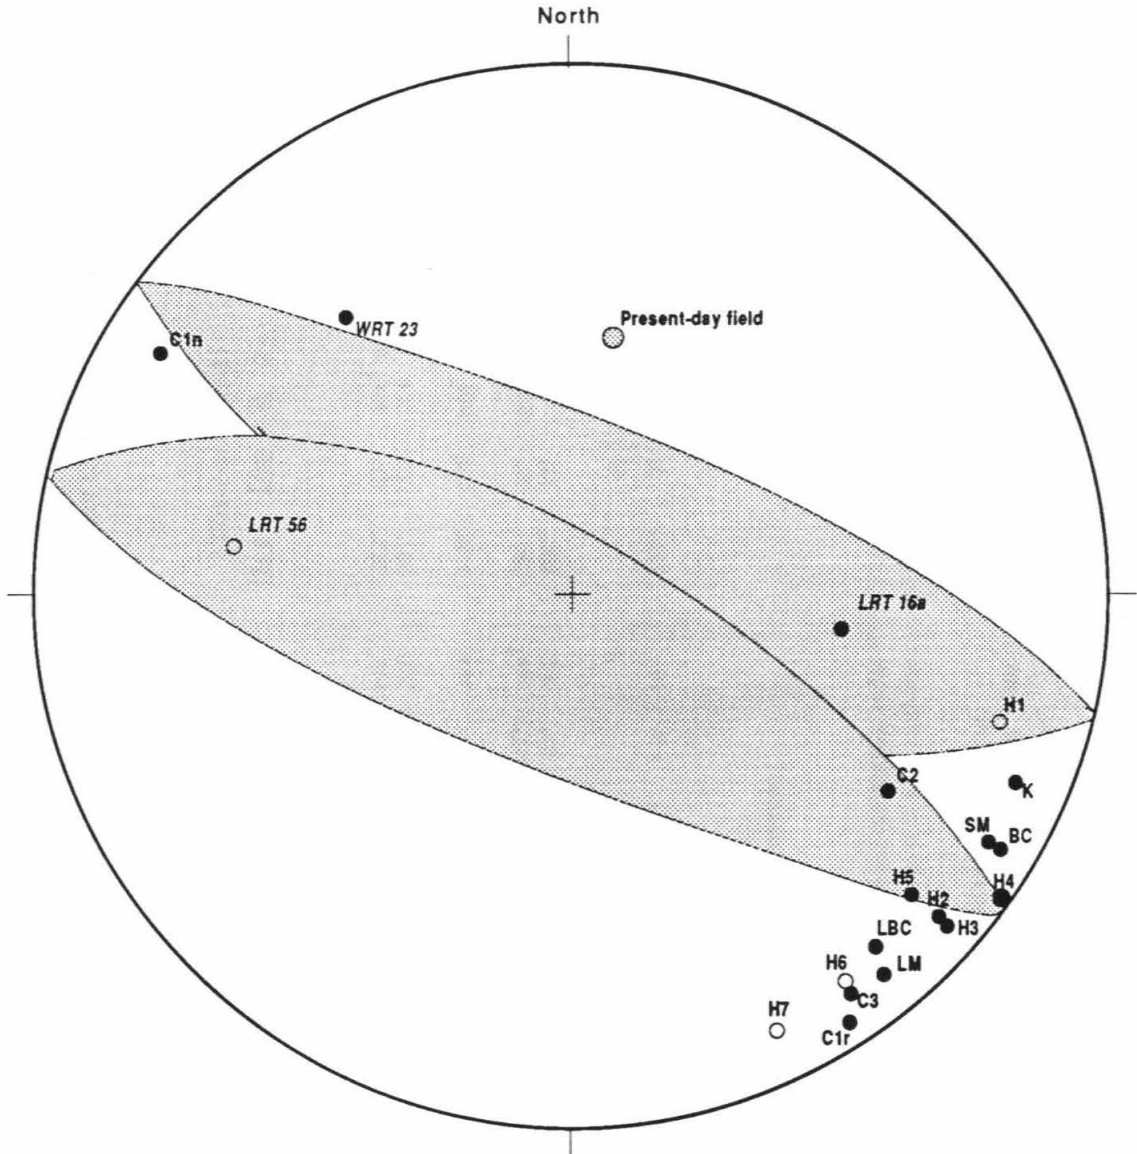 North
Present-day field
WRT 23
C1n
LRT 56
LRT 16a
H1
C2
K
SM
BC
H5
H4
H2
H3
LBC
LM
H6
C3
H7
C1r